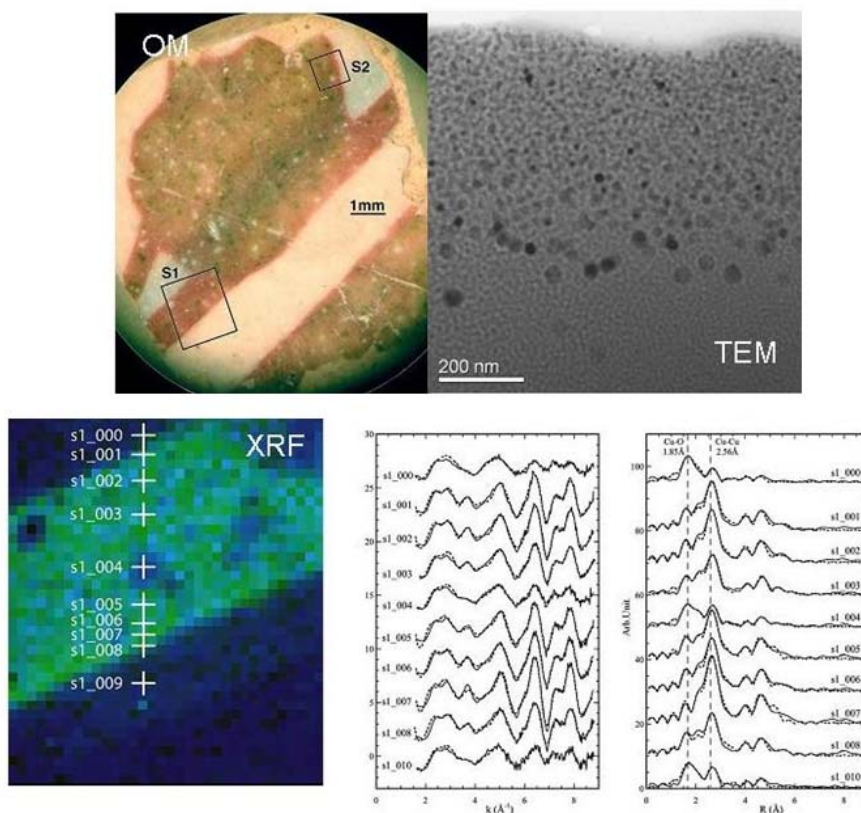 OM
S2
1mm
S1
200 nm
TEM
XRF
s1_000
s1_001
s1_002
s1_003
s1_004
s1_005
s1_006
s1_007
s1_008
s1_009
30
25
20
15
10
5
0
s1_000
s1_001
s1_002
s1_003
s1_004
s1_005
s1_006
s1_007
s1_008
s1_010
0 2 4 6 8
k (Å⁻¹)
Cu-O
1.85Å
Cu-Cu
2.56Å
Arb.Unit.
100
80
60
40
20
0
s1_000
s1_001
s1_002
s1_003
s1_004
s1_005
s1_006
s1_007
s1_008
s1_010
0 2 4 6 8
R (Å)